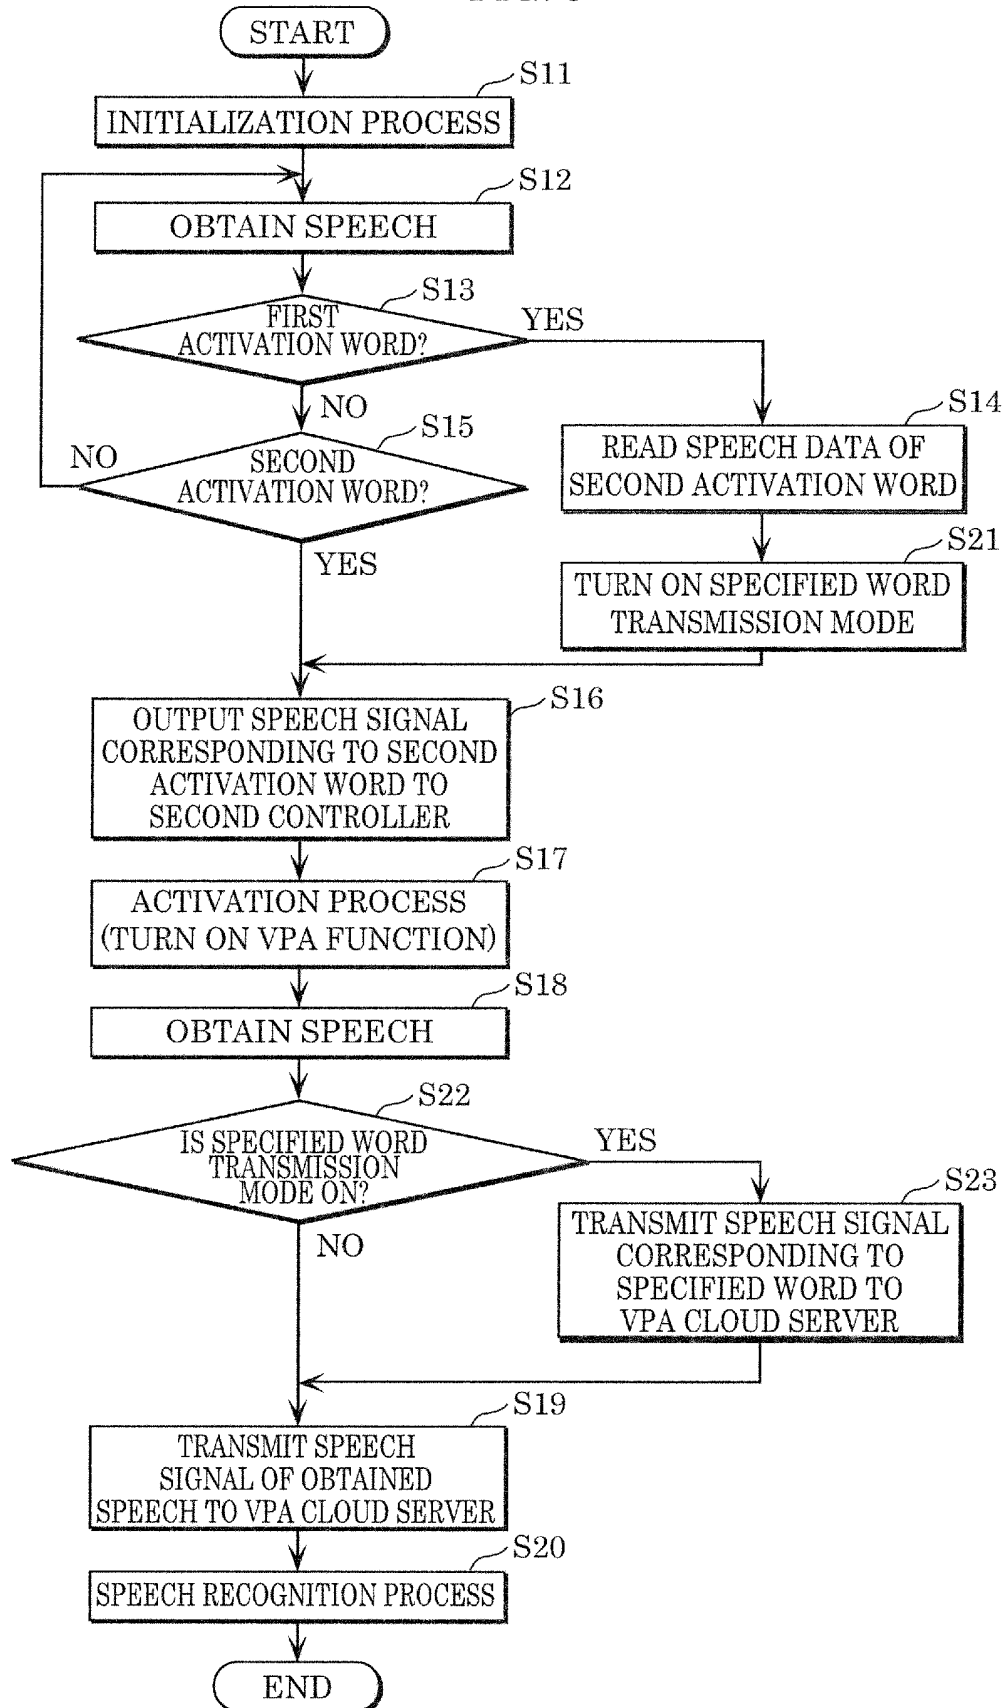 START
S11
INITIALIZATION PROCESS
S12
OBTAIN SPEECH
S13
FIRST
ACTIVATION WORD?
YES
NO
S14
READ SPEECH DATA OF
SECOND ACTIVATION WORD
S15
NO
SECOND
ACTIVATION WORD?
YES
S21
TURN ON SPECIFIED WORD
TRANSMISSION MODE
S16
OUTPUT SPEECH SIGNAL
CORRESPONDING TO SECOND
ACTIVATION WORD TO
SECOND CONTROLLER
S17
ACTIVATION PROCESS
(TURN ON VPA FUNCTION)
S18
OBTAIN SPEECH
S22
IS SPECIFIED WORD
TRANSMISSION
MODE ON?
YES
NO
S23
TRANSMIT SPEECH SIGNAL
CORRESPONDING TO
SPECIFIED WORD TO
VPA CLOUD SERVER
S19
TRANSMIT SPEECH
SIGNAL OF OBTAINED
SPEECH TO VPA CLOUD SERVER
S20
SPEECH RECOGNITION PROCESS
END